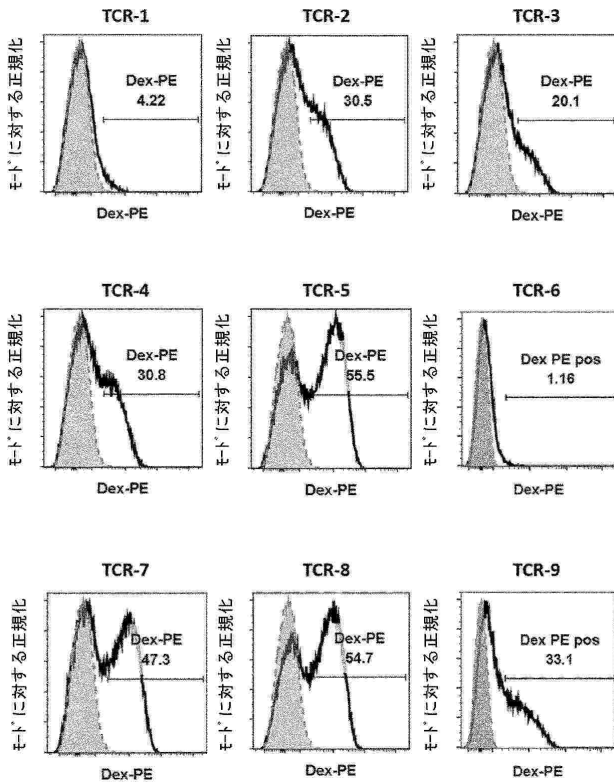 TCR-1
TCR-2
TCR-3
モードに対する正規化
Dex-PE
4.22
Dex-PE
モードに対する正規化
Dex-PE
30.5
Dex-PE
モードに対する正規化
Dex-PE
20.1
Dex-PE
TCR-4
TCR-5
TCR-6
モードに対する正規化
Dex-PE
30.8
Dex-PE
モードに対する正規化
Dex-PE
55.5
Dex-PE
モードに対する正規化
Dex PE pos
1.16
Dex-PE
TCR-7
TCR-8
TCR-9
モードに対する正規化
Dex-PE
47.3
Dex-PE
モードに対する正規化
Dex-PE
54.7
Dex-PE
モードに対する正規化
Dex PE pos
33.1
Dex-PE